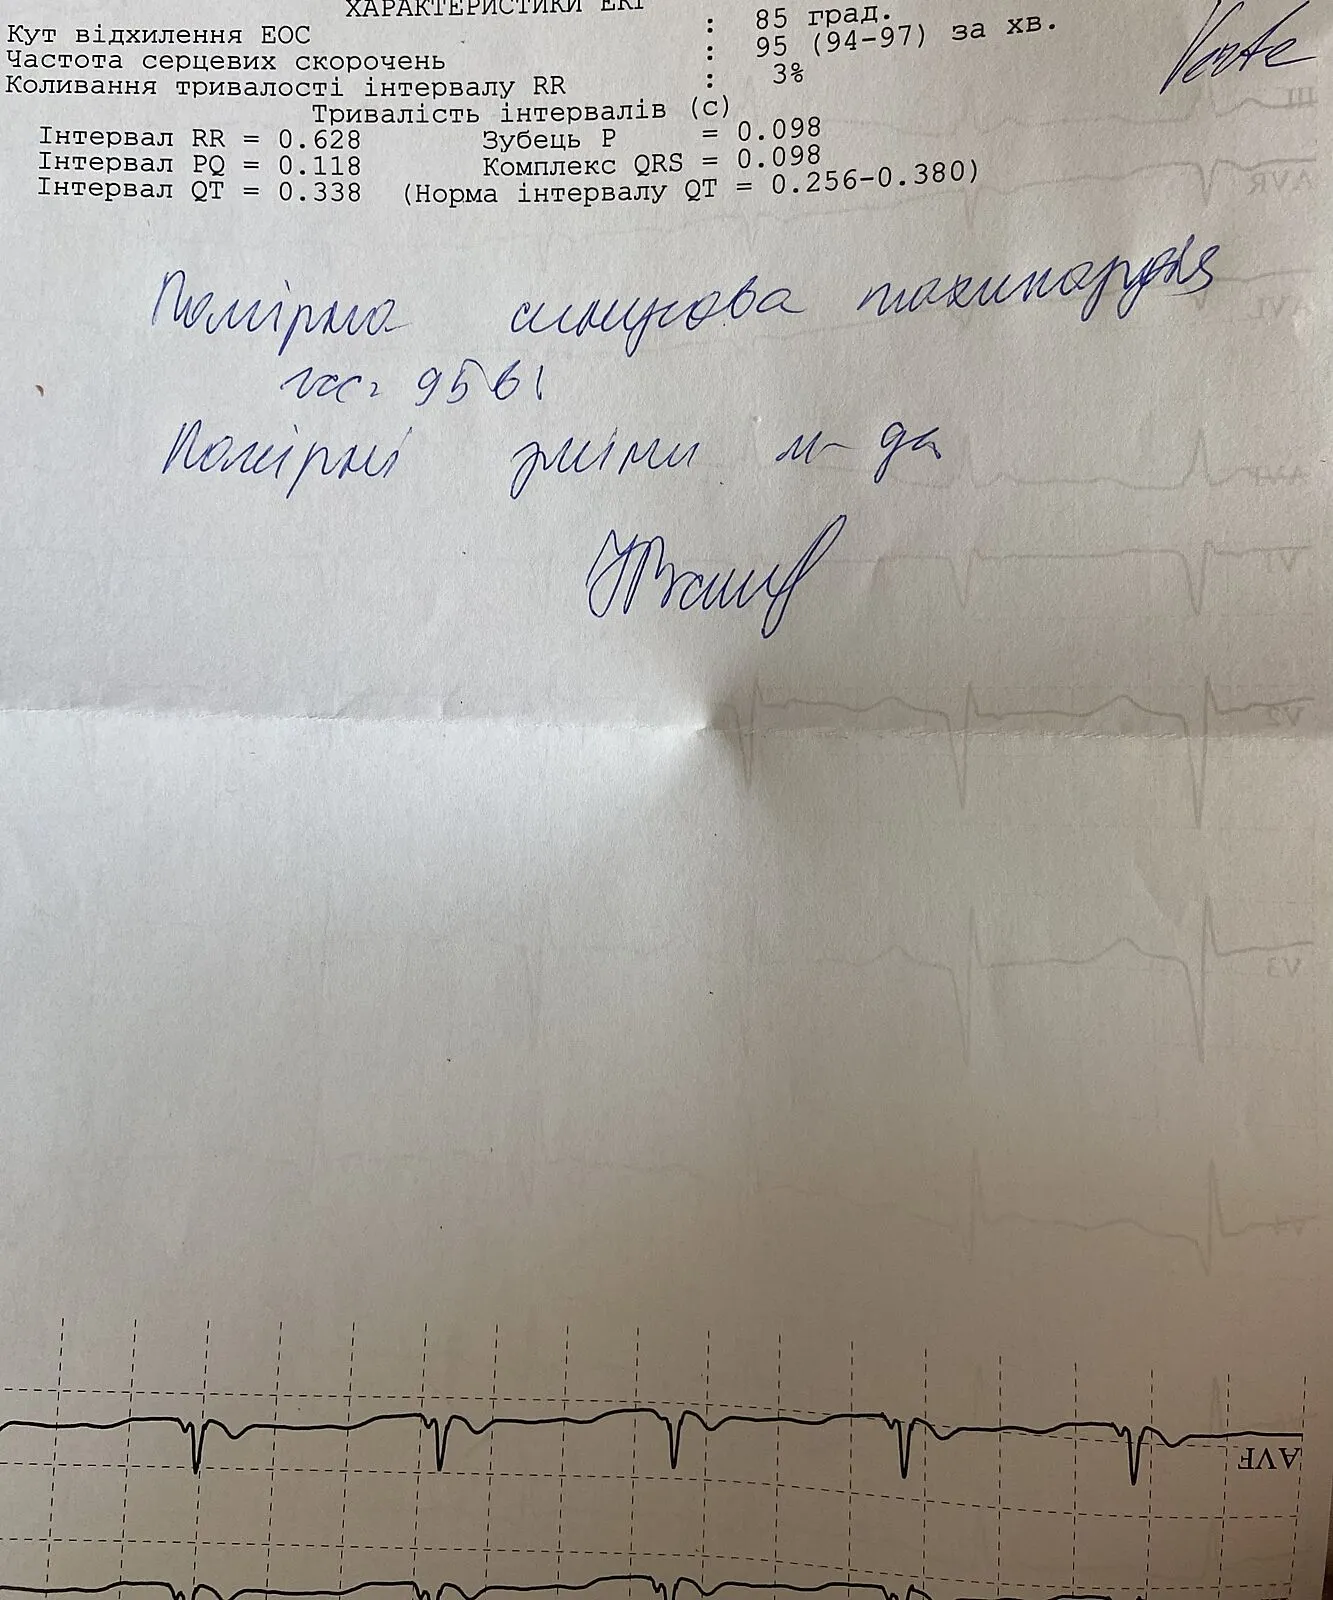 ХАРАКТЕРИСТИКИ ЕКГ
Кут відхилення ЕОС : 85 град.
Частота серцевих скорочень : 95 (94-97) за хв.
Коливання тривалості інтервалу RR : 3%
Тривалість інтервалів (с)
Інтервал RR = 0.628 Зубець P = 0.098
Інтервал PQ = 0.118 Комплекс QRS = 0.098
Інтервал QT = 0.338 (Норма інтервалу QT = 0.256-0.380)
Помірна синусова тахикардія
чсс= 95 в!
Помірні зміни м-да
III
AVR
AVL
AVF
V1
V2
V3
AVF